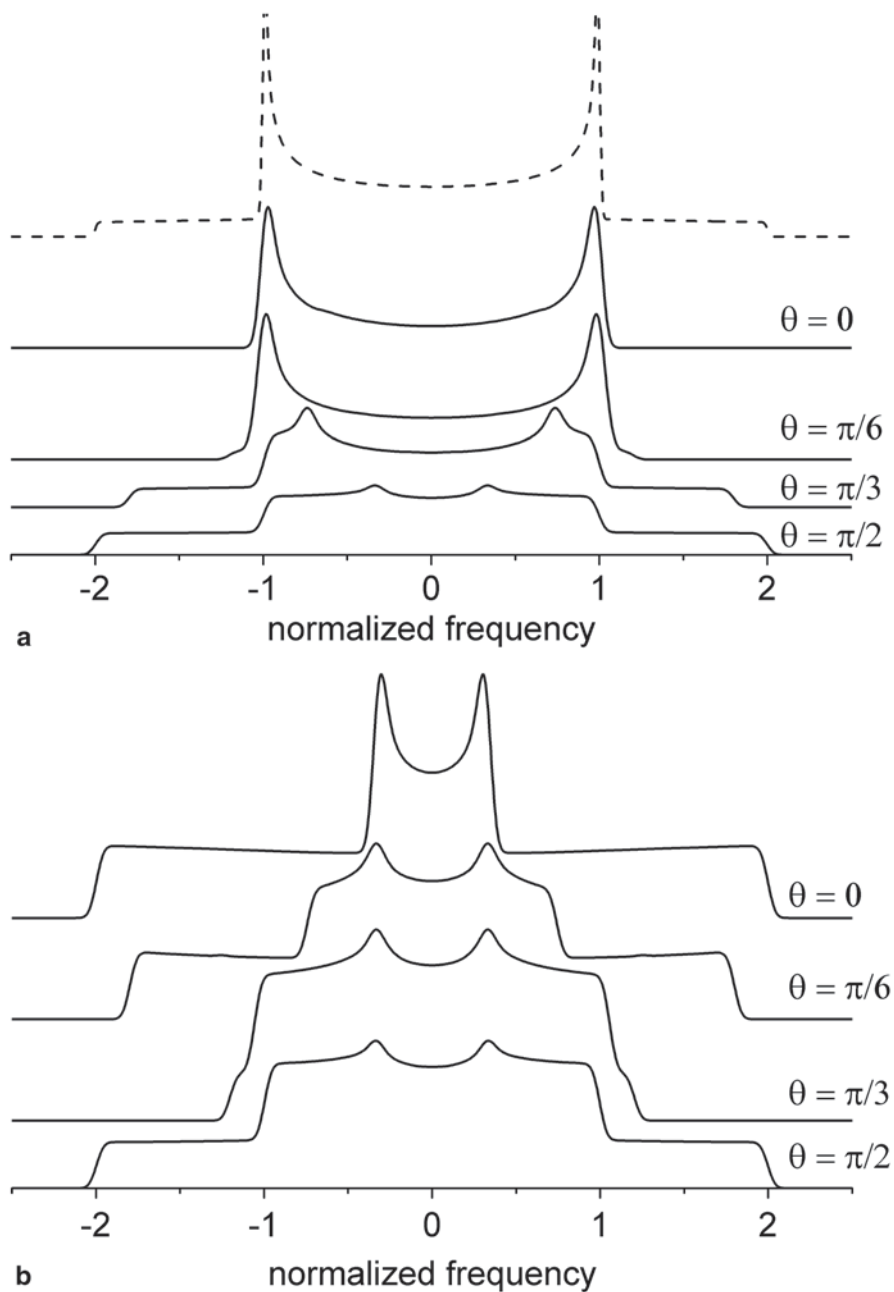 θ = 0
θ = π/6
θ = π/3
θ = π/2
-2 -1 0 1 2
normalized frequency
a
θ = 0
θ = π/6
θ = π/3
θ = π/2
-2 -1 0 1 2
normalized frequency
b